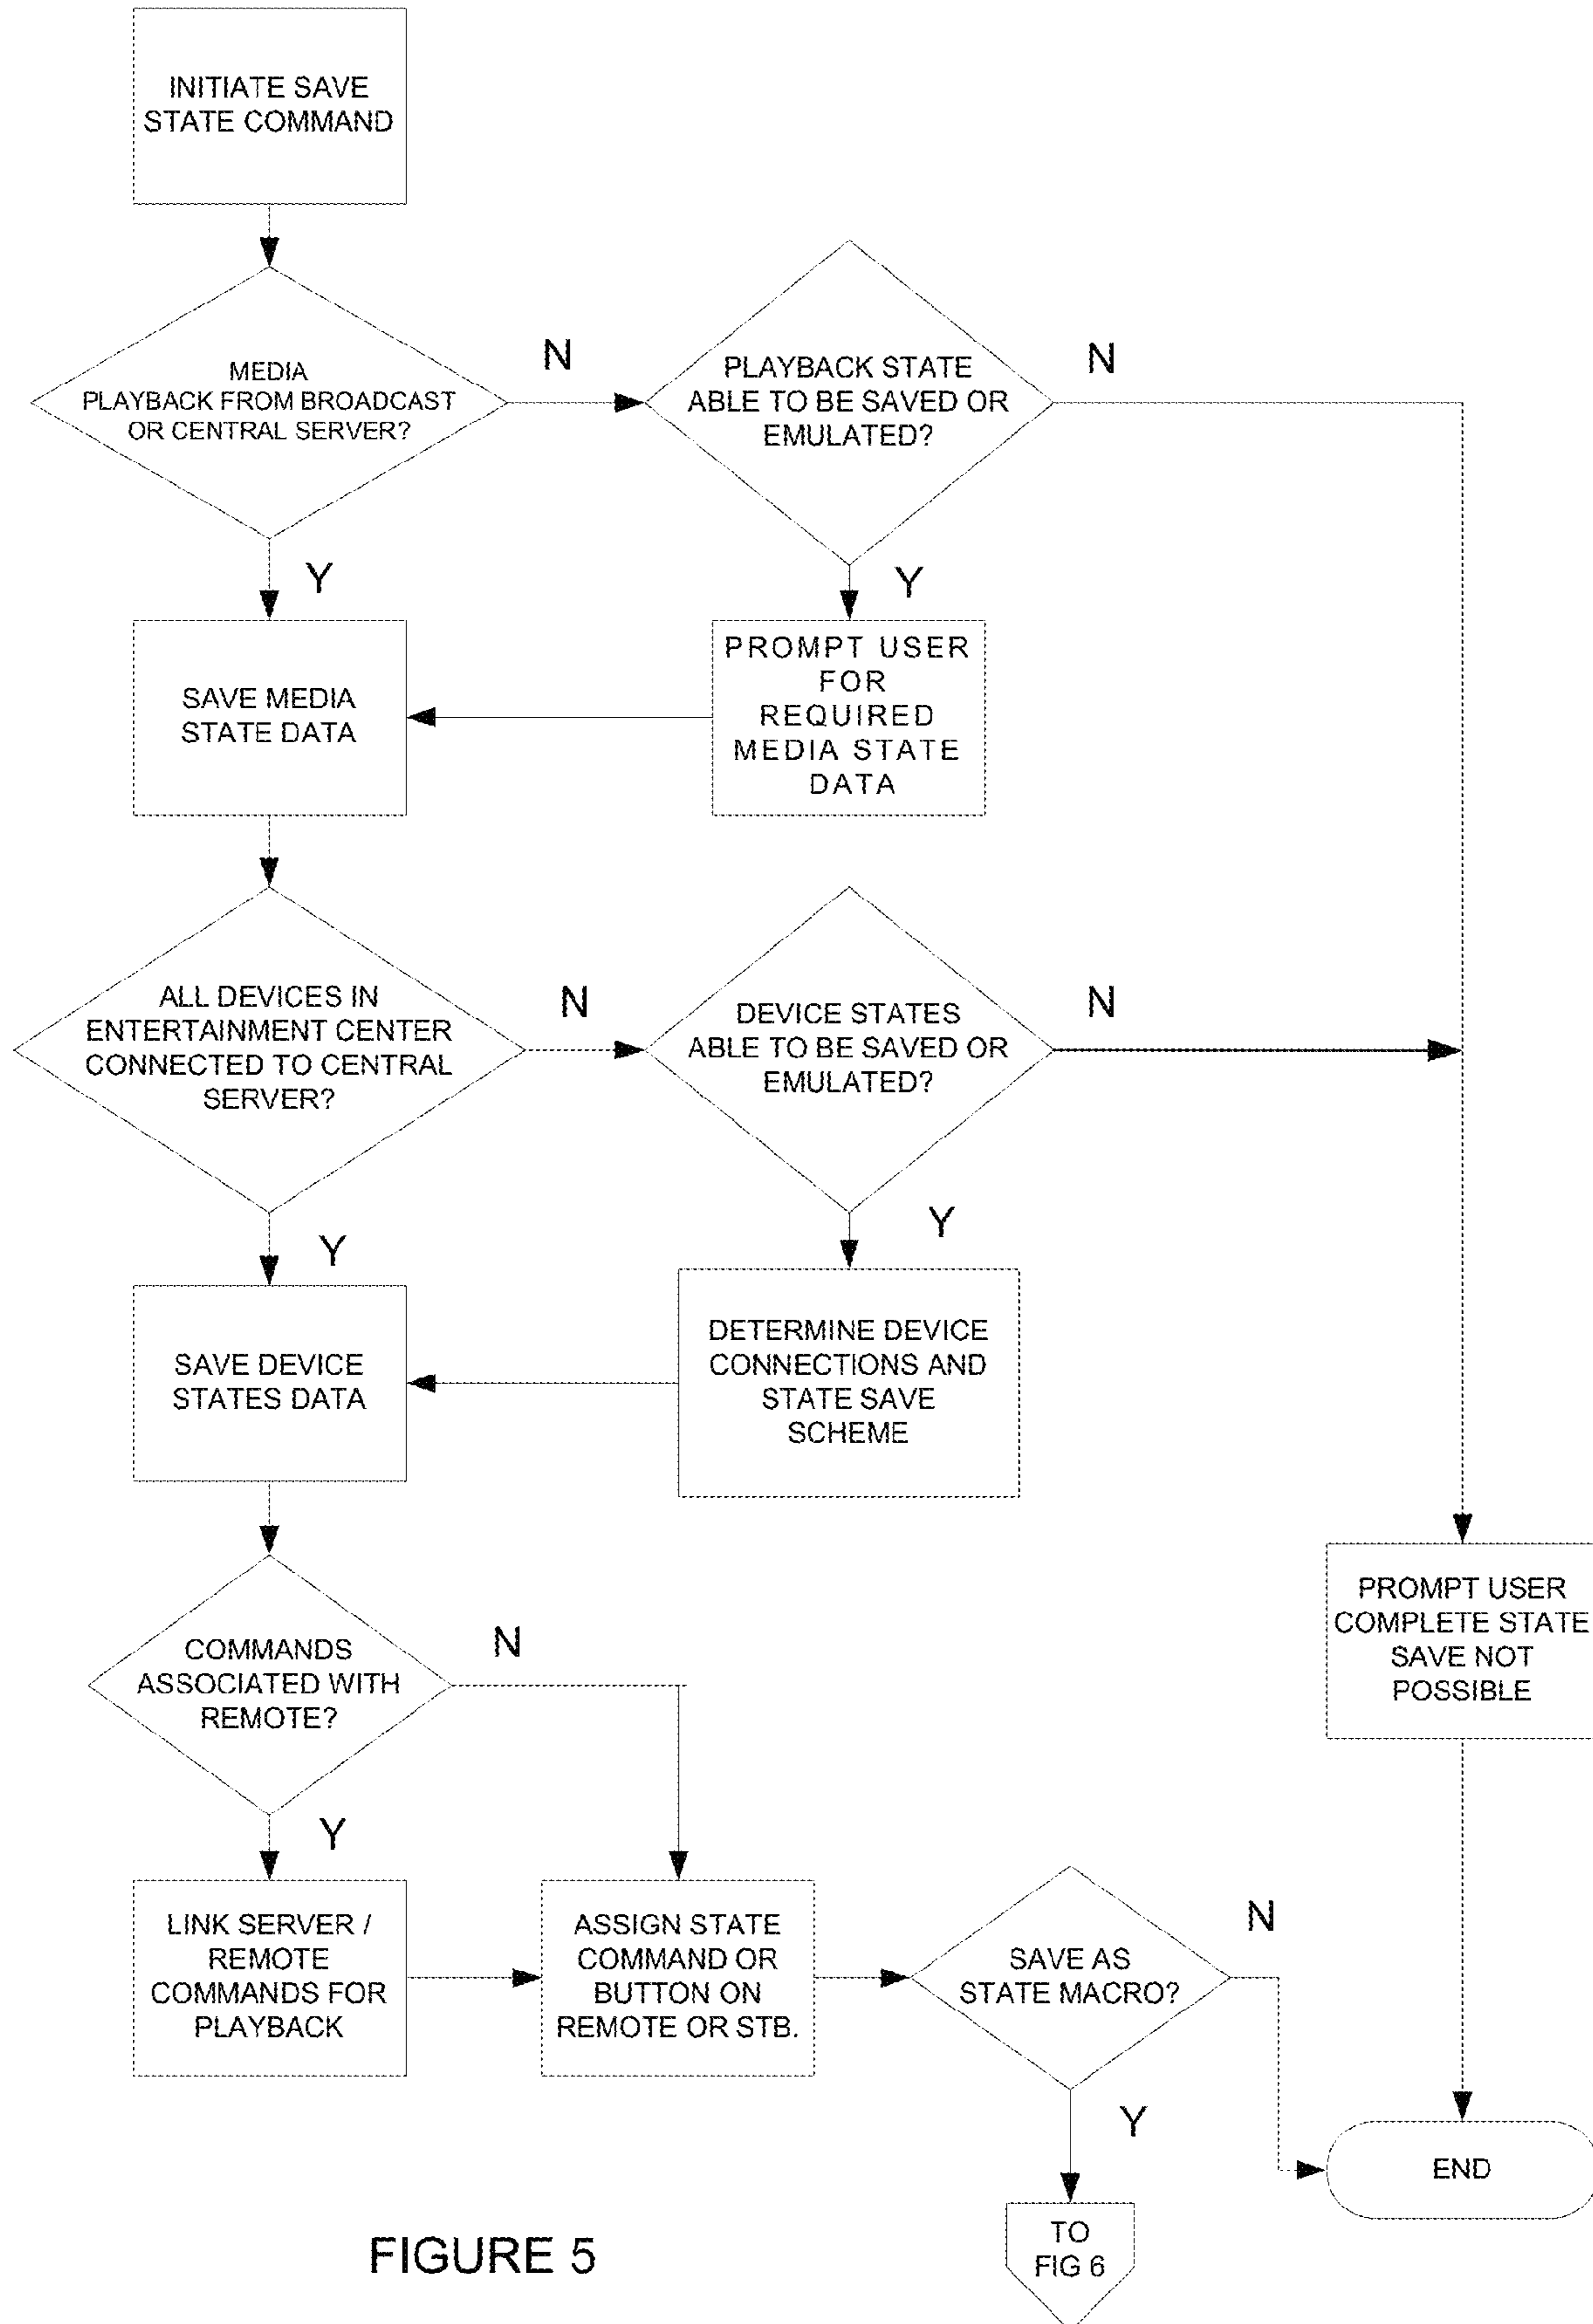 INITIATE SAVE
STATE COMMAND
MEDIA
PLAYBACK FROM BROADCAST
OR CENTRAL SERVER?
N
PLAYBACK STATE
ABLE TO BE SAVED OR
EMULATED?
N
Y
Y
SAVE MEDIA
STATE DATA
PROMPT USER
FOR
REQUIRED
MEDIA STATE
DATA
ALL DEVICES IN
ENTERTAINMENT CENTER
CONNECTED TO CENTRAL
SERVER?
N
DEVICE STATES
ABLE TO BE SAVED OR
EMULATED?
N
Y
Y
SAVE DEVICE
STATES DATA
DETERMINE DEVICE
CONNECTIONS AND
STATE SAVE
SCHEME
COMMANDS
ASSOCIATED WITH
REMOTE?
N
PROMPT USER
COMPLETE STATE
SAVE NOT
POSSIBLE
Y
LINK SERVER /
REMOTE
COMMANDS FOR
PLAYBACK
ASSIGN STATE
COMMAND OR
BUTTON ON
REMOTE OR STB.
SAVE AS
STATE MACRO?
N
Y
END
TO
FIG 6
FIGURE 5